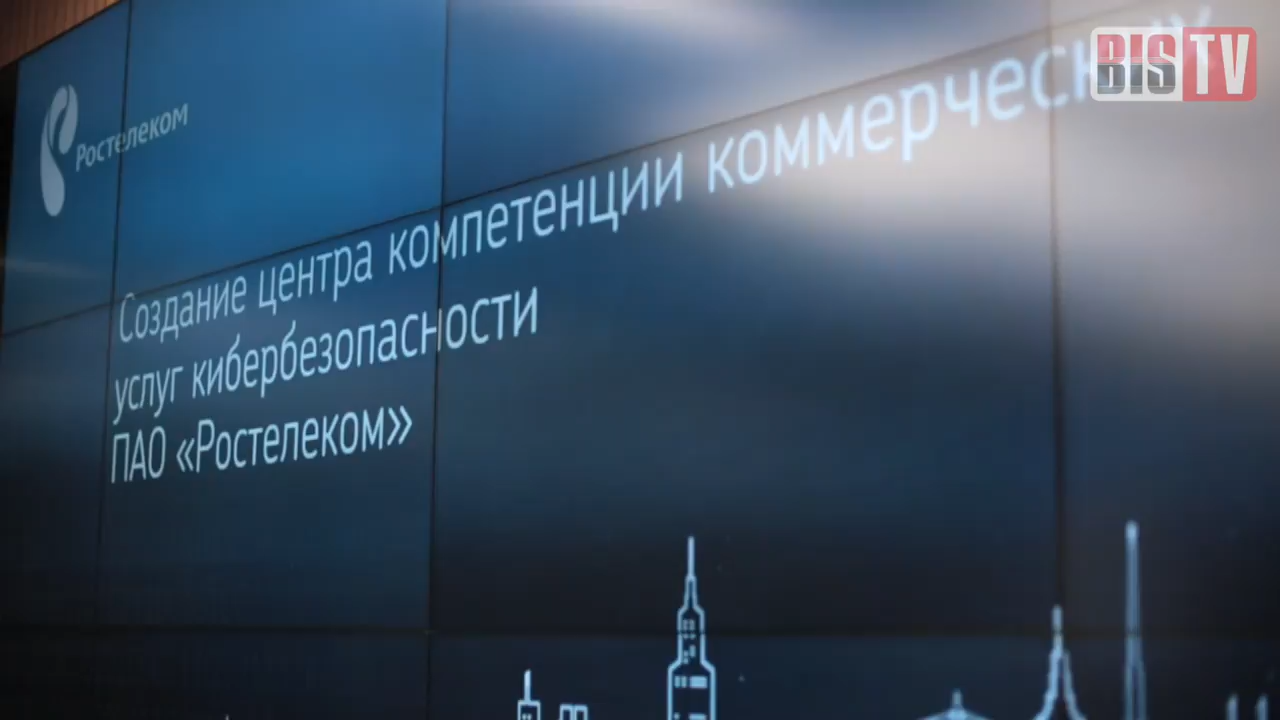 BIS TV
Ростелеком
Создание центра компетенции коммерческих
услуг кибербезопасности
ПАО «Ростелеком»